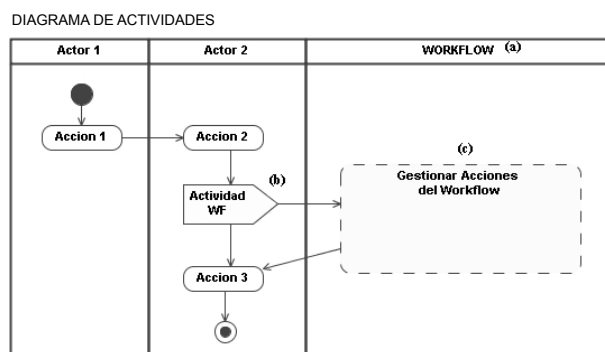 DIAGRAMA DE ACTIVIDADES
Actor 1
Actor 2
WORKFLOW (a)
Accion 1
Accion 2
(b)
Actividad
WF
(c)
Gestionar Acciones
del Workflow
Accion 3